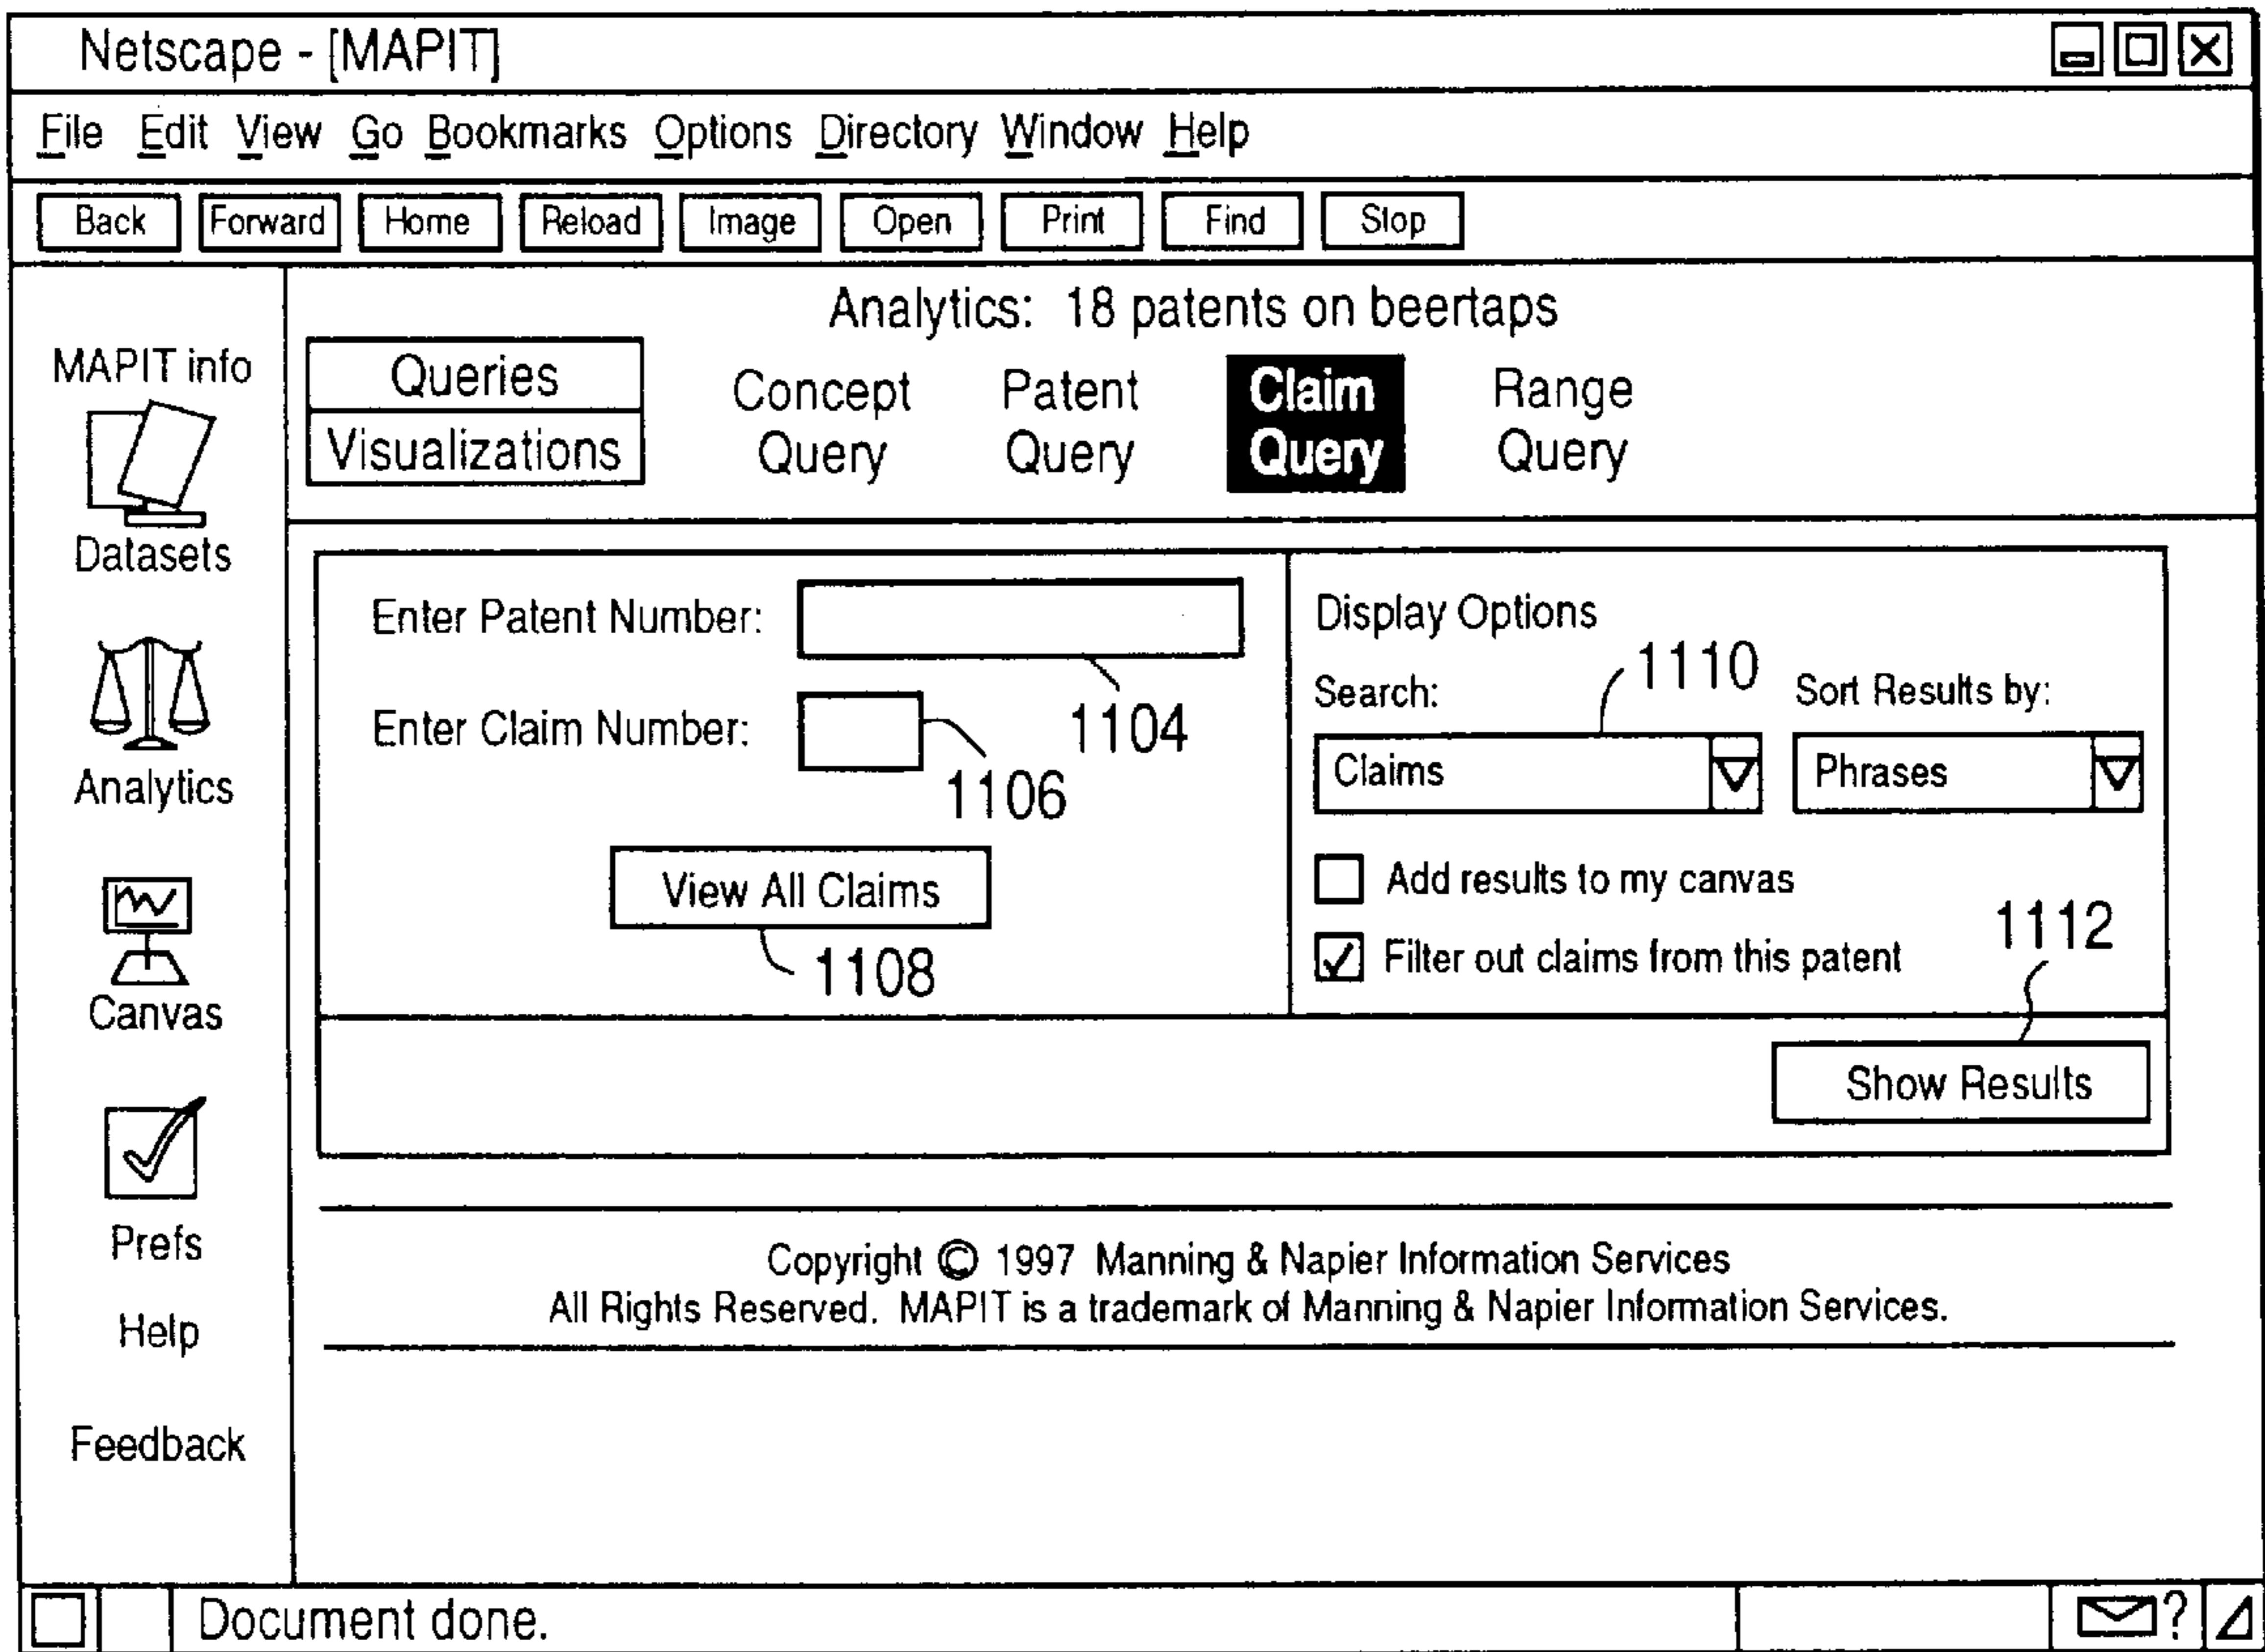 Netscape - [MAPIT]
File Edit View Go Bookmarks Options Directory Window Help
Back Forward Home Reload Image Open Print Find Stop
MAPIT info
Datasets
Analytics
Canvas
Prefs
Help
Feedback
Analytics: 18 patents on beertaps
Queries
Visualizations
Concept
Query
Patent
Query
Claim
Query
Range
Query
Enter Patent Number:
1104
Enter Claim Number:
1106
View All Claims
1108
Display Options
Search:
1110
Sort Results by:
Claims
Phrases
Add results to my canvas
Filter out claims from this patent
1112
Show Results
Copyright © 1997 Manning & Napier Information Services
All Rights Reserved. MAPIT is a trademark of Manning & Napier Information Services.
Document done.
?